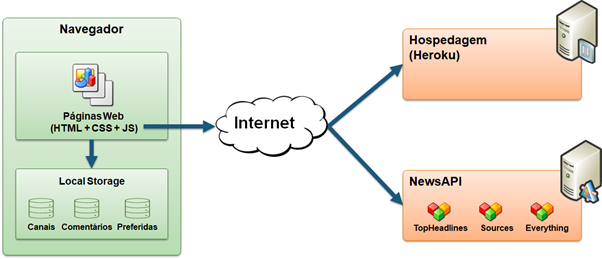 Navegador
Páginas Web
(HTML + CSS + JS)
Local Storage
Canais
Comentários
Preferidas
Internet
Hospedagem
(Heroku)
NewsAPI
TopHeadlines
Sources
Everything